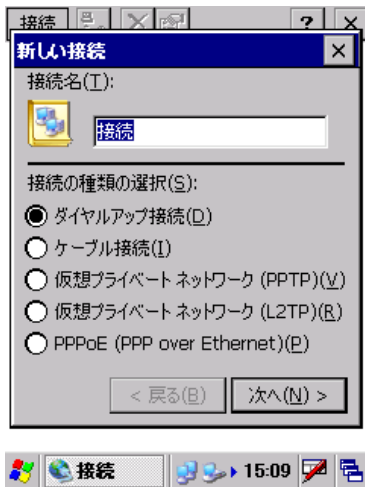 接続 ? ×
新しい接続 ×
接続名(T):
接続
接続の種類の選択(S):
ダイヤルアップ接続(D)
ケーブル接続(I)
仮想プライベート ネットワーク (PPTP)(V)
仮想プライベート ネットワーク (L2TP)(R)
PPPoE (PPP over Ethernet)(P)
< 戻る(B) 次へ(N) >
接続 15:09